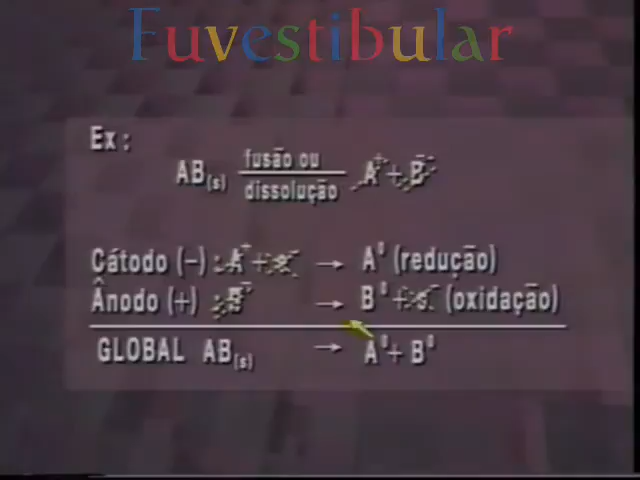 Fuvestibular
Ex:
AB(s) fusão ou dissolução A⁺ + B⁻
Cátodo (–) : A⁺ + e⁻ → A⁰ (redução)
Ânodo (+) : B⁻ → B⁰ + e⁻ (oxidação)
GLOBAL AB(s) → A⁰ + B⁰